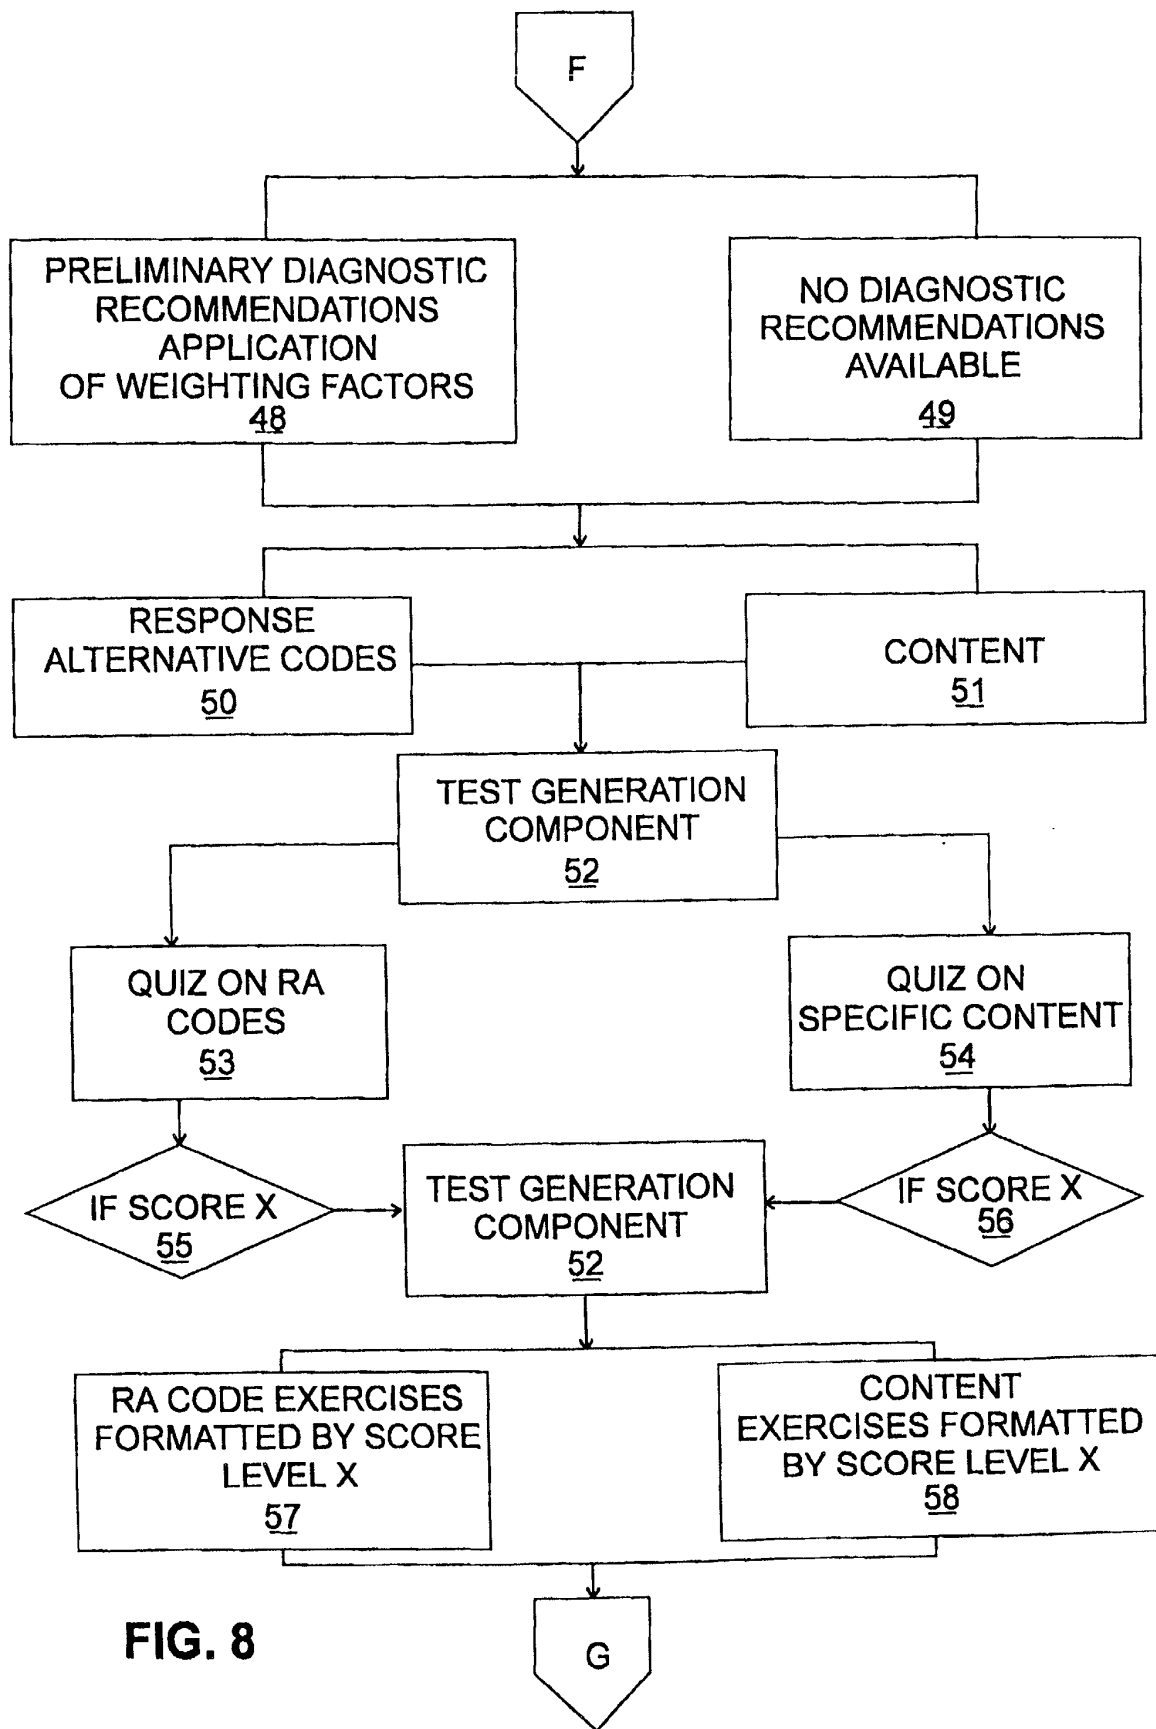 F
PRELIMINARY DIAGNOSTIC
RECOMMENDATIONS
APPLICATION
OF WEIGHTING FACTORS
48
NO DIAGNOSTIC
RECOMMENDATIONS
AVAILABLE
49
RESPONSE
ALTERNATIVE CODES
50
CONTENT
51
TEST GENERATION
COMPONENT
52
QUIZ ON RA
CODES
53
QUIZ ON
SPECIFIC CONTENT
54
IF SCORE X
55
TEST GENERATION
COMPONENT
52
IF SCORE X
56
RA CODE EXERCISES
FORMATTED BY SCORE
LEVEL X
57
CONTENT
EXERCISES FORMATTED
BY SCORE LEVEL X
58
FIG. 8
G